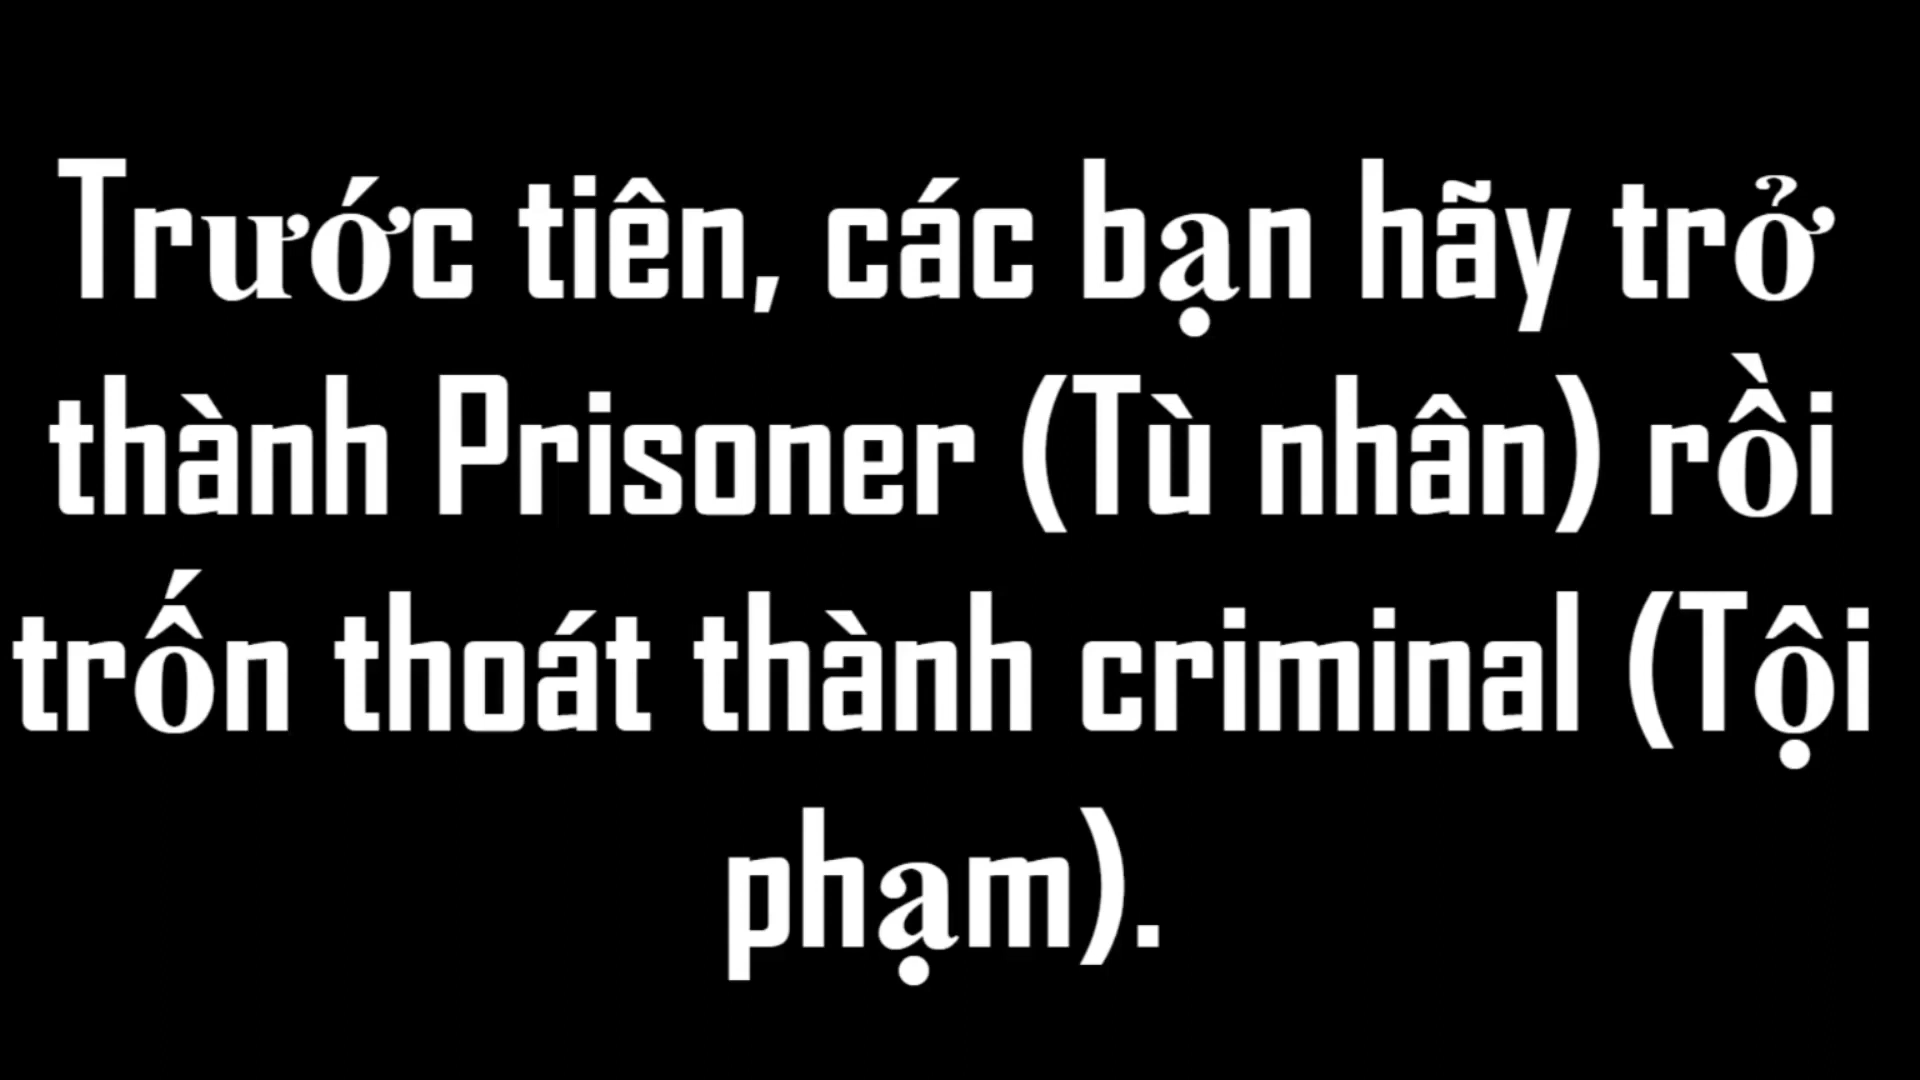 Trước tiên, các bạn hãy trở
thành Prisoner (Tù nhân) rồi
trốn thoát thành criminal (Tội
phạm).